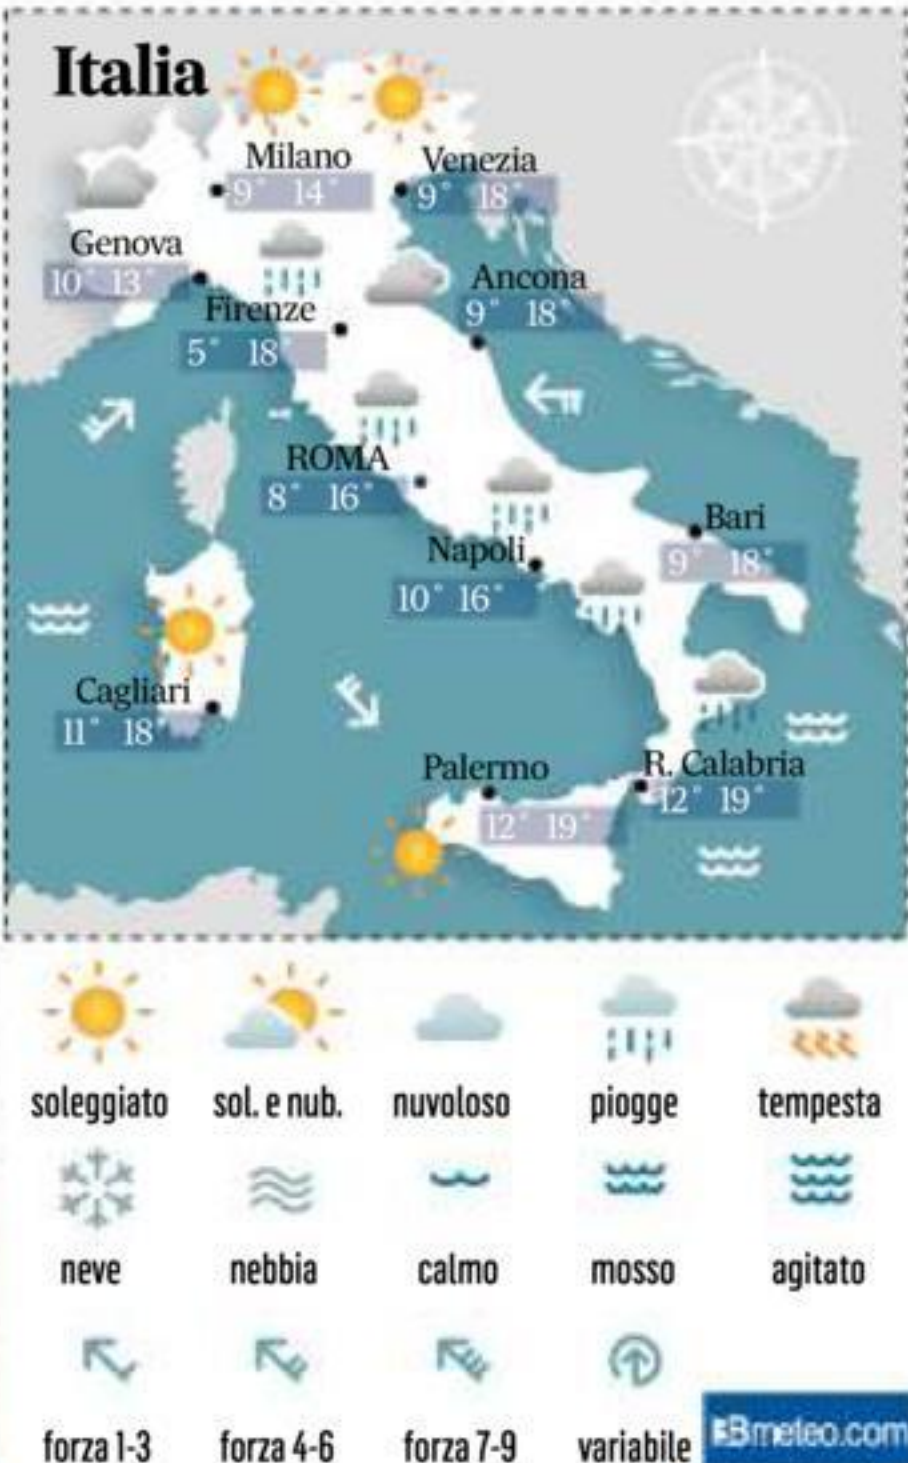 Italia
Milano
9° 14°
Venezia
9° 18°
Genova
10° 13°
Ancona
9° 18°
Firenze
5° 18°
ROMA
8° 16°
Bari
9° 18°
Napoli
10° 16°
Cagliari
11° 18°
Palermo
12° 19°
R. Calabria
12° 19°
soleggiato sol. e nub. nuvoloso piogge tempesta
neve nebbia calmo mosso agitato
forza 1-3 forza 4-6 forza 7-9 variabile
3Bmeteo.com